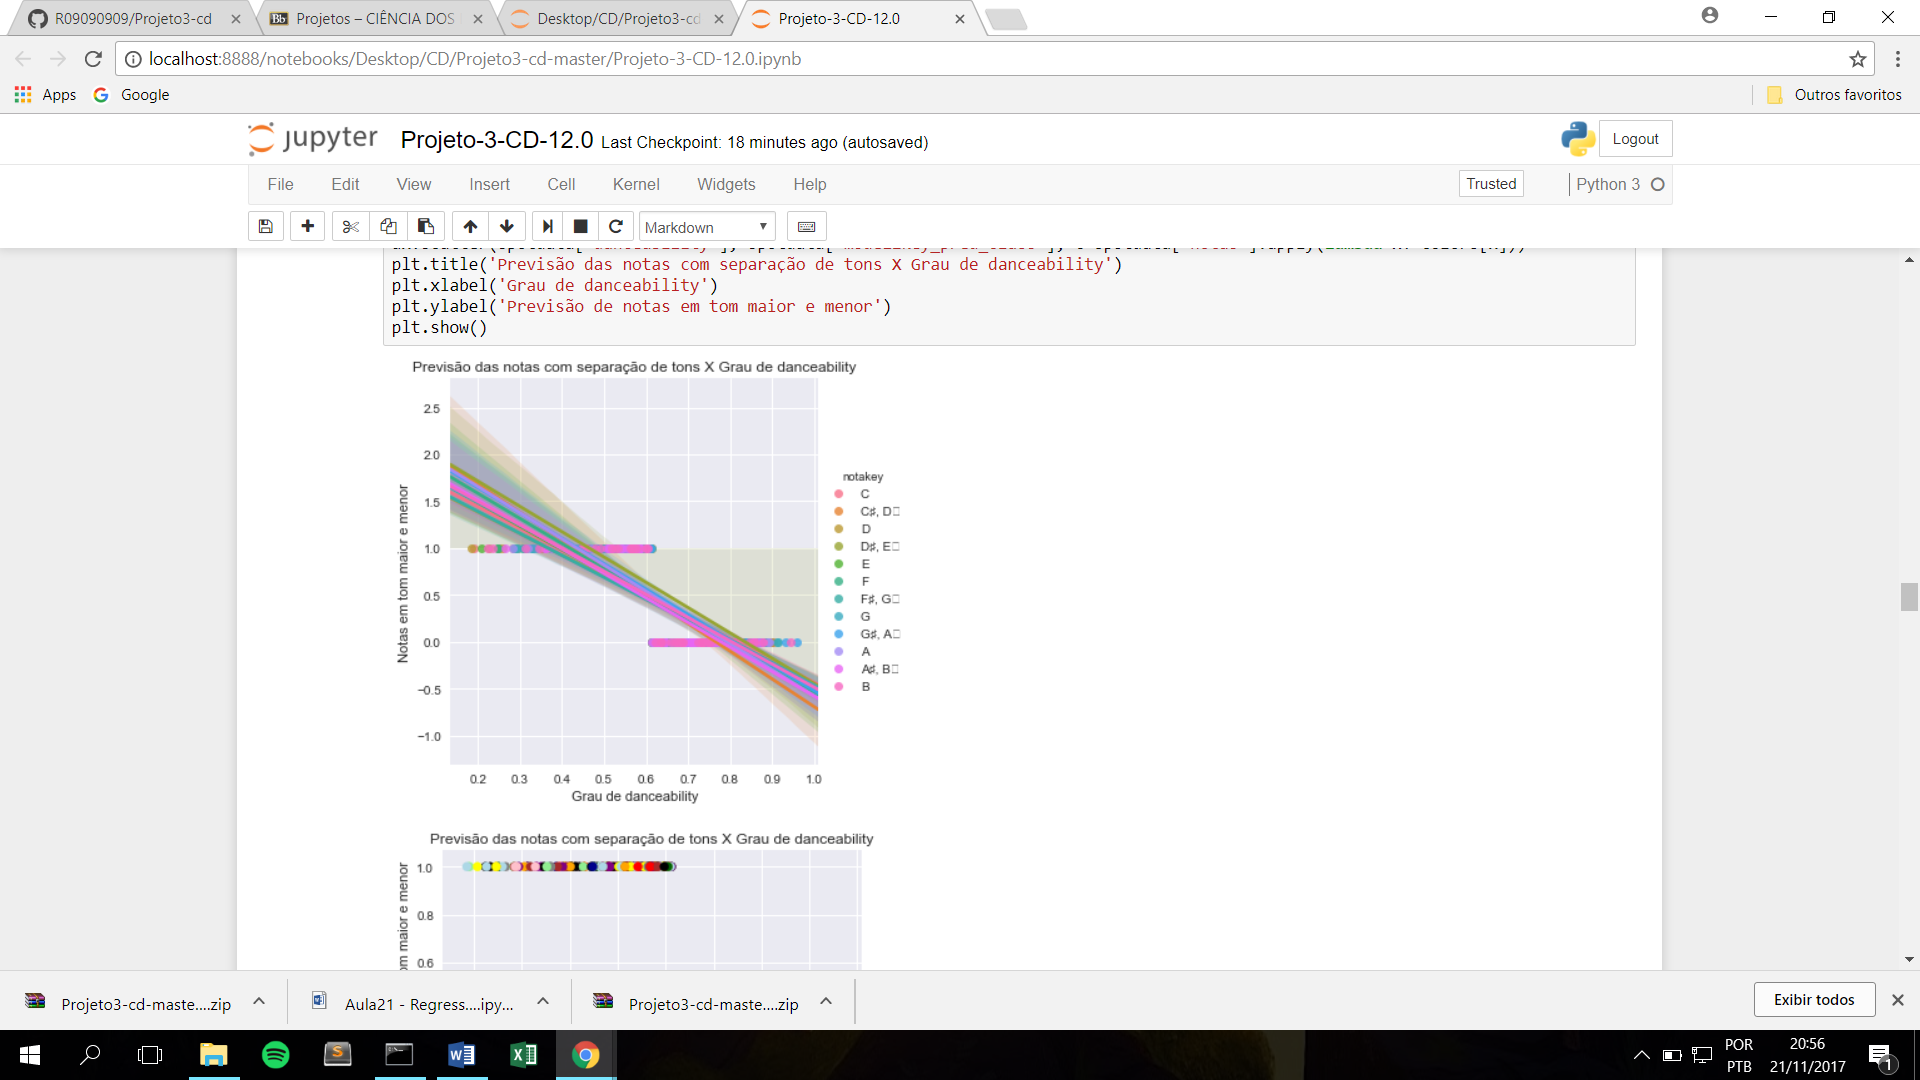 R09090909/Projeto3-cd
Projetos – CIÊNCIA DOS
Desktop/CD/Projeto3-cd
Projeto-3-CD-12.0
localhost:8888/notebooks/Desktop/CD/Projeto3-cd-master/Projeto-3-CD-12.0.ipynb
Apps
Google
Outros favoritos
jupyter
Projeto-3-CD-12.0
Last Checkpoint: 18 minutes ago (autosaved)
Logout
File
Edit
View
Insert
Cell
Kernel
Widgets
Help
Trusted
Python 3
Markdown
plt.title('Previsão das notas com separação de tons X Grau de danceability')
plt.xlabel('Grau de danceability')
plt.ylabel('Previsão de notas em tom maior e menor')
plt.show()
Previsão das notas com separação de tons X Grau de danceability
2.5
2.0
1.5
1.0
0.5
0.0
−0.5
−1.0
Notas em tom maior e menor
0.2 0.3 0.4 0.5 0.6 0.7 0.8 0.9 1.0
Grau de danceability
notakey
C
C♯, D□
D
D♯, E□
E
F
F♯, G□
G
G♯, A□
A
A♯, B□
B
Previsão das notas com separação de tons X Grau de danceability
1.0
0.8
0.6
om maior e menor
Projeto3-cd-maste....zip
Aula21 - Regress....ipy...
Projeto3-cd-maste....zip
Exibir todos
POR
PTB
20:56
21/11/2017
1